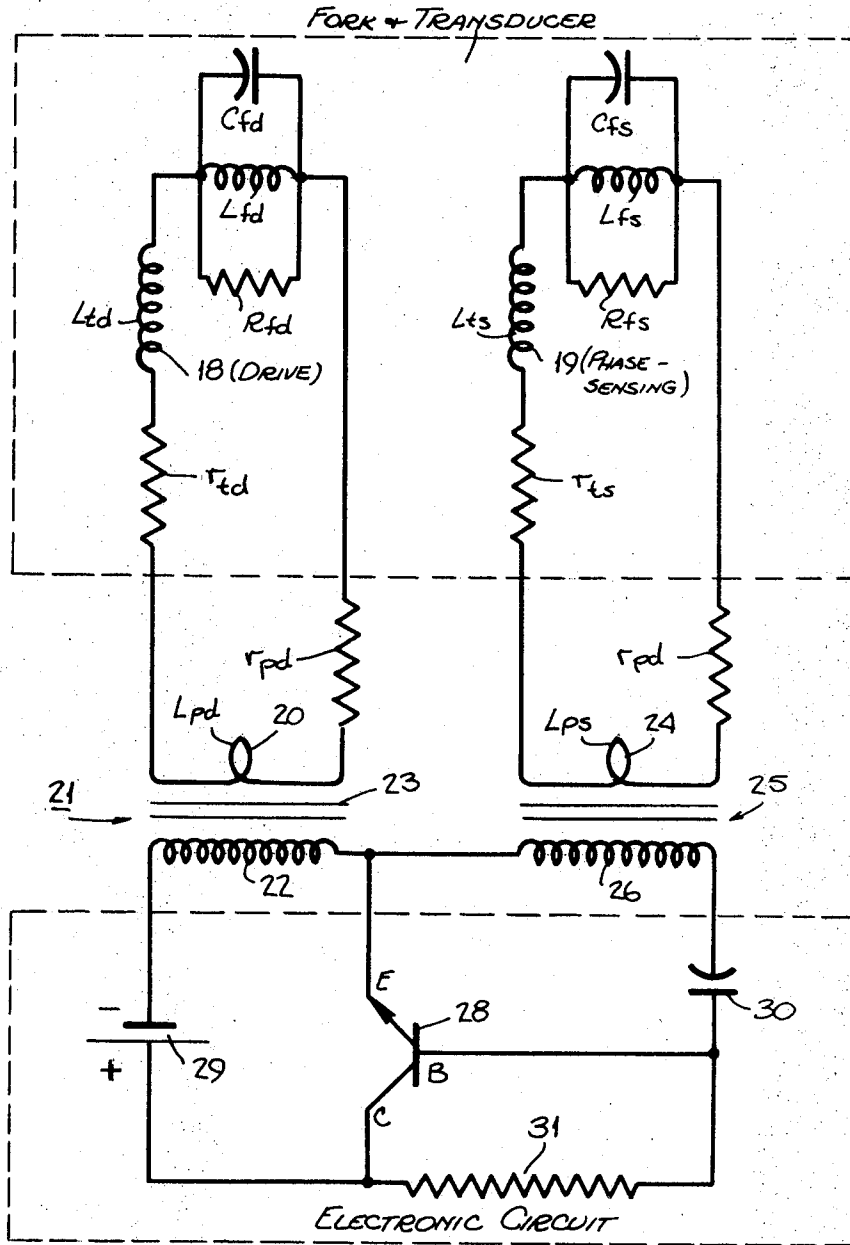 FORK & TRANSDUCER
Cfd
Cfs
Lfd
Lfs
Rfd
Rfs
Ltd
Lts
18 (DRIVE)
19 (PHASE-
SENSING)
rtd
rts
rpd
rpd
Lpd
20
Lps
24
21
23
25
22
26
E
28
30
-
29
+
B
C
31
ELECTRONIC CIRCUIT